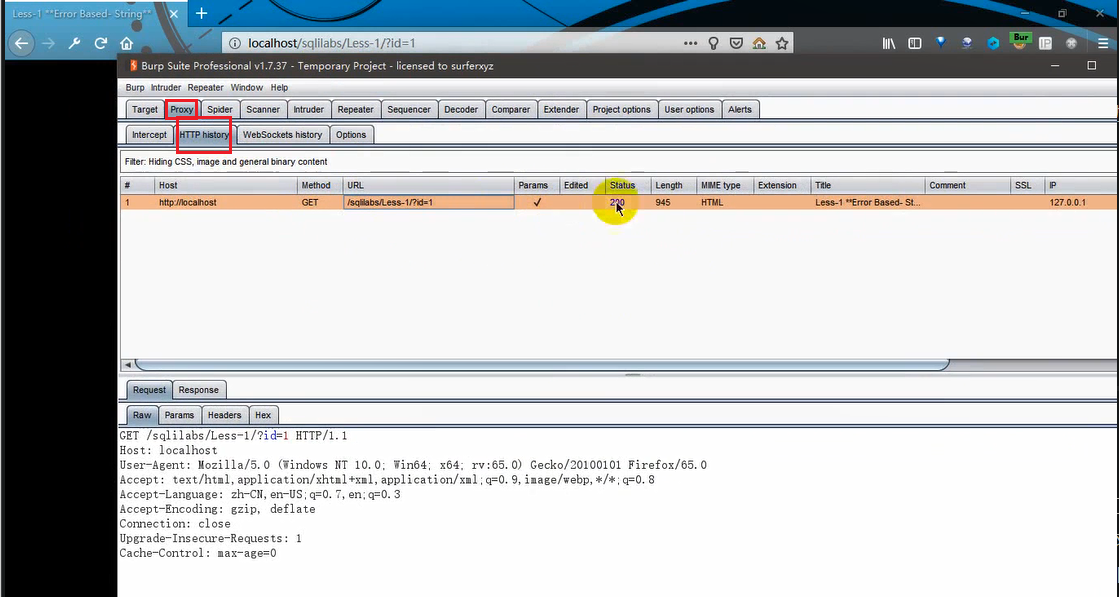 Less-1 **Error Based- String**
localhost/sqlilabs/Less-1/?id=1
Bur
Burp Suite Professional v1.7.37 - Temporary Project - licensed to surferxyz
Burp Intruder Repeater Window Help
Target Proxy Spider Scanner Intruder Repeater Sequencer Decoder Comparer Extender Project options User options Alerts
Intercept HTTP history WebSockets history Options
Filter: Hiding CSS, image and general binary content
# Host Method URL Params Edited Status Length MIME type Extension Title Comment SSL IP
1 http://localhost GET /sqlilabs/Less-1/?id=1 ✓ 200 945 HTML Less-1 **Error Based- St... 127.0.0.1
Request Response
Raw Params Headers Hex
GET /sqlilabs/Less-1/?id=1 HTTP/1.1
Host: localhost
User-Agent: Mozilla/5.0 (Windows NT 10.0; Win64; x64; rv:65.0) Gecko/20100101 Firefox/65.0
Accept: text/html,application/xhtml+xml,application/xml;q=0.9,image/webp,*/*;q=0.8
Accept-Language: zh-CN,en-US;q=0.7,en;q=0.3
Accept-Encoding: gzip, deflate
Connection: close
Upgrade-Insecure-Requests: 1
Cache-Control: max-age=0